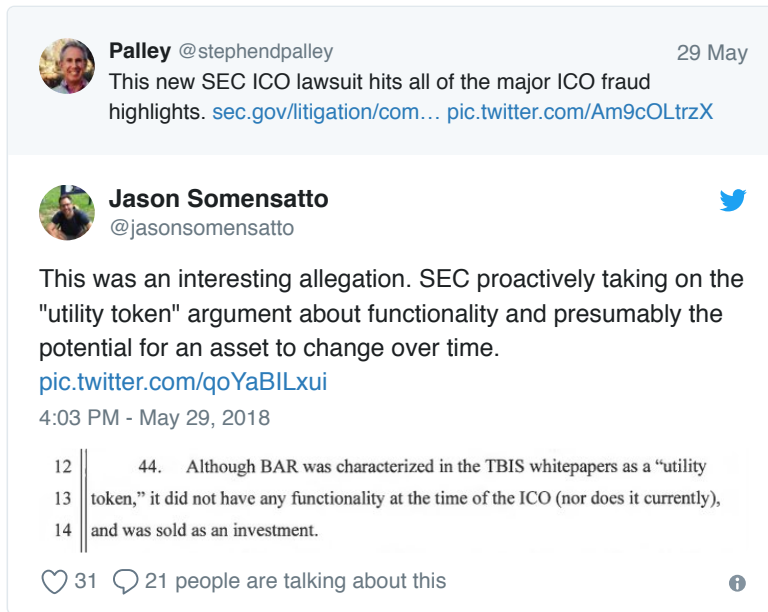 Palley @stephendpalley 29 May
This new SEC ICO lawsuit hits all of the major ICO fraud
highlights. sec.gov/litigation/com… pic.twitter.com/Am9cOLtrzX
Jason Somensatto
@jasonsomensatto
This was an interesting allegation. SEC proactively taking on the
"utility token" argument about functionality and presumably the
potential for an asset to change over time.
pic.twitter.com/qoYaBILxui
4:03 PM - May 29, 2018
12 44. Although BAR was characterized in the TBIS whitepapers as a “utility
13 token,” it did not have any functionality at the time of the ICO (nor does it currently),
14 and was sold as an investment.
31 21 people are talking about this